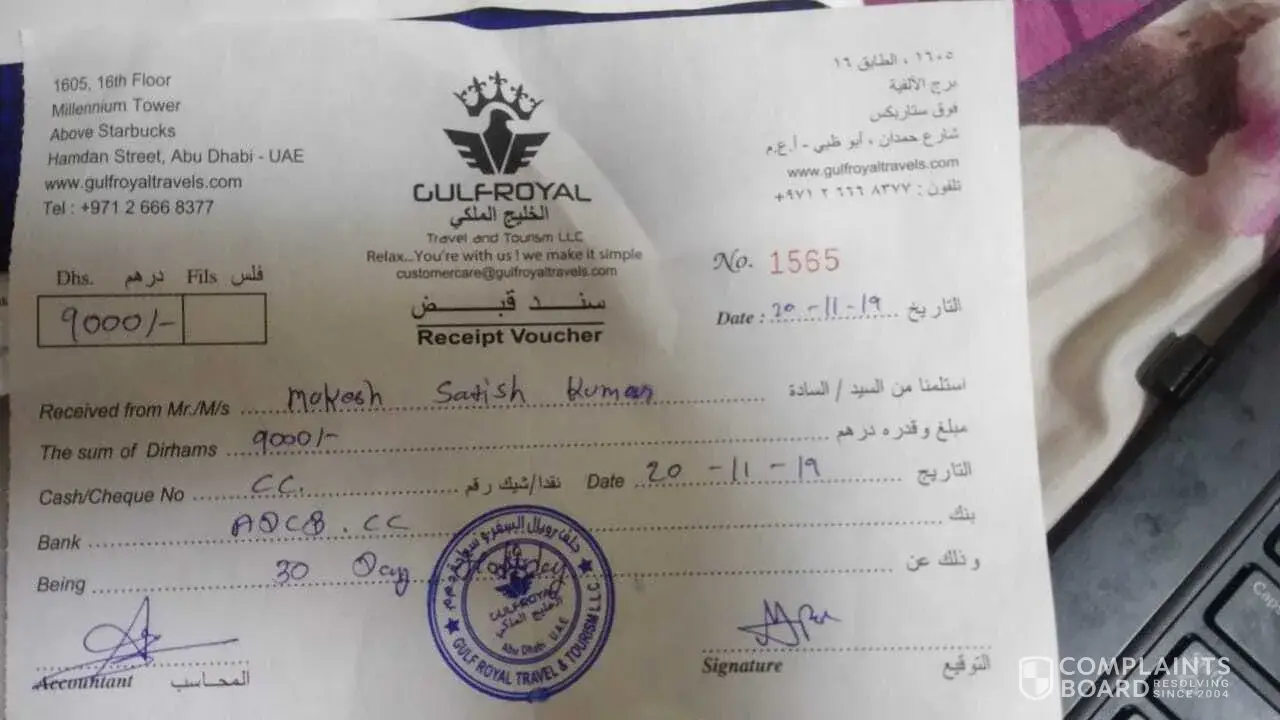 1605, 16th Floor
Millennium Tower
Above Starbucks
Hamdan Street, Abu Dhabi - UAE
www.gulfroyaltravels.com
Tel : +971 2 666 8377
GULFROYAL
الخليج الملكي
Travel and Tourism LLC
Relax...You're with us ! we make it simple
customercare@gulfroyaltravels.com
١٦٠٥ ، الطابق ١٦
برج الألفية
فوق ستاربكس
شارع حمدان ، أبو ظبي - أ.ع.م
www.gulfroyaltravels.com
تلفون : ٨٣٧٧ ٦٦٦ ٢ ٩٧١+
Dhs. درهم Fils فلس
9000/-
سند قبض
Receipt Voucher
No. 1565
Date : 20-11-19 التاريخ
Received from Mr./M/s Mokesh Satish Kumar استلمنا من السيد / السادة
The sum of Dirhams 9000/- مبلغ وقدره درهم
Cash/Cheque No CC. نقدا/شيك رقم Date 20-11-19 التاريج
Bank ADCB.CC بنك
Being 30 Day وذلك عن
Accountant المحاسب
GULFROYAL
الخليج الملكي
Abu Dhabi - U.A.E
GULF ROYAL TRAVEL & TOURISM L.L.C
Signature التوقيع
COMPLAINTS
BOARD RESOLVING SINCE 2004
Caps